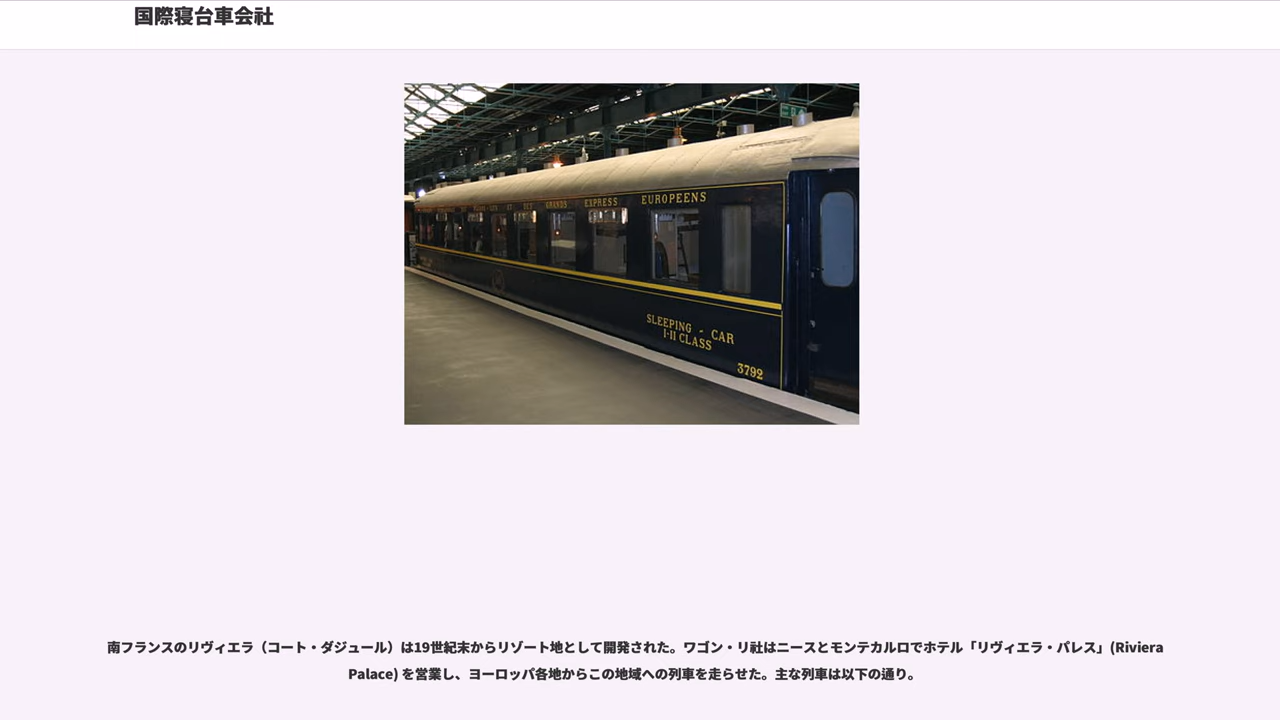 国際寝台車会社
GRANDS EXPRESS EUROPEENS
SLEEPING - CAR
I-II CLASS
3792
南フランスのリヴィエラ（コート・ダジュール）は19世紀末からリゾート地として開発された。ワゴン・リ社はニースとモンテカルロでホテル「リヴィエラ・パレス」(Riviera
Palace) を営業し、ヨーロッパ各地からこの地域への列車を走らせた。主な列車は以下の通り。